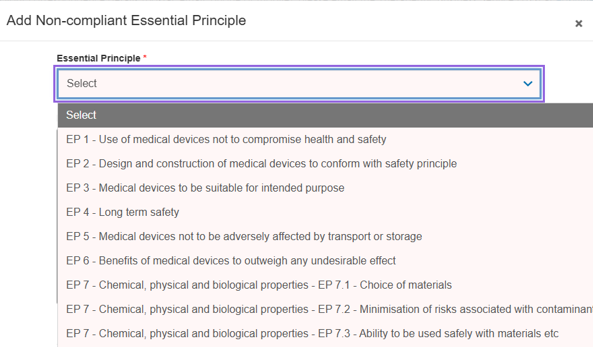 Add Non-compliant Essential Principle
×
Essential Principle *
Select
Select
EP 1 - Use of medical devices not to compromise health and safety
EP 2 - Design and construction of medical devices to conform with safety principle
EP 3 - Medical devices to be suitable for intended purpose
EP 4 - Long term safety
EP 5 - Medical devices not to be adversely affected by transport or storage
EP 6 - Benefits of medical devices to outweigh any undesirable effect
EP 7 - Chemical, physical and biological properties - EP 7.1 - Choice of materials
EP 7 - Chemical, physical and biological properties - EP 7.2 - Minimisation of risks associated with contaminant
EP 7 - Chemical, physical and biological properties - EP 7.3 - Ability to be used safely with materials etc